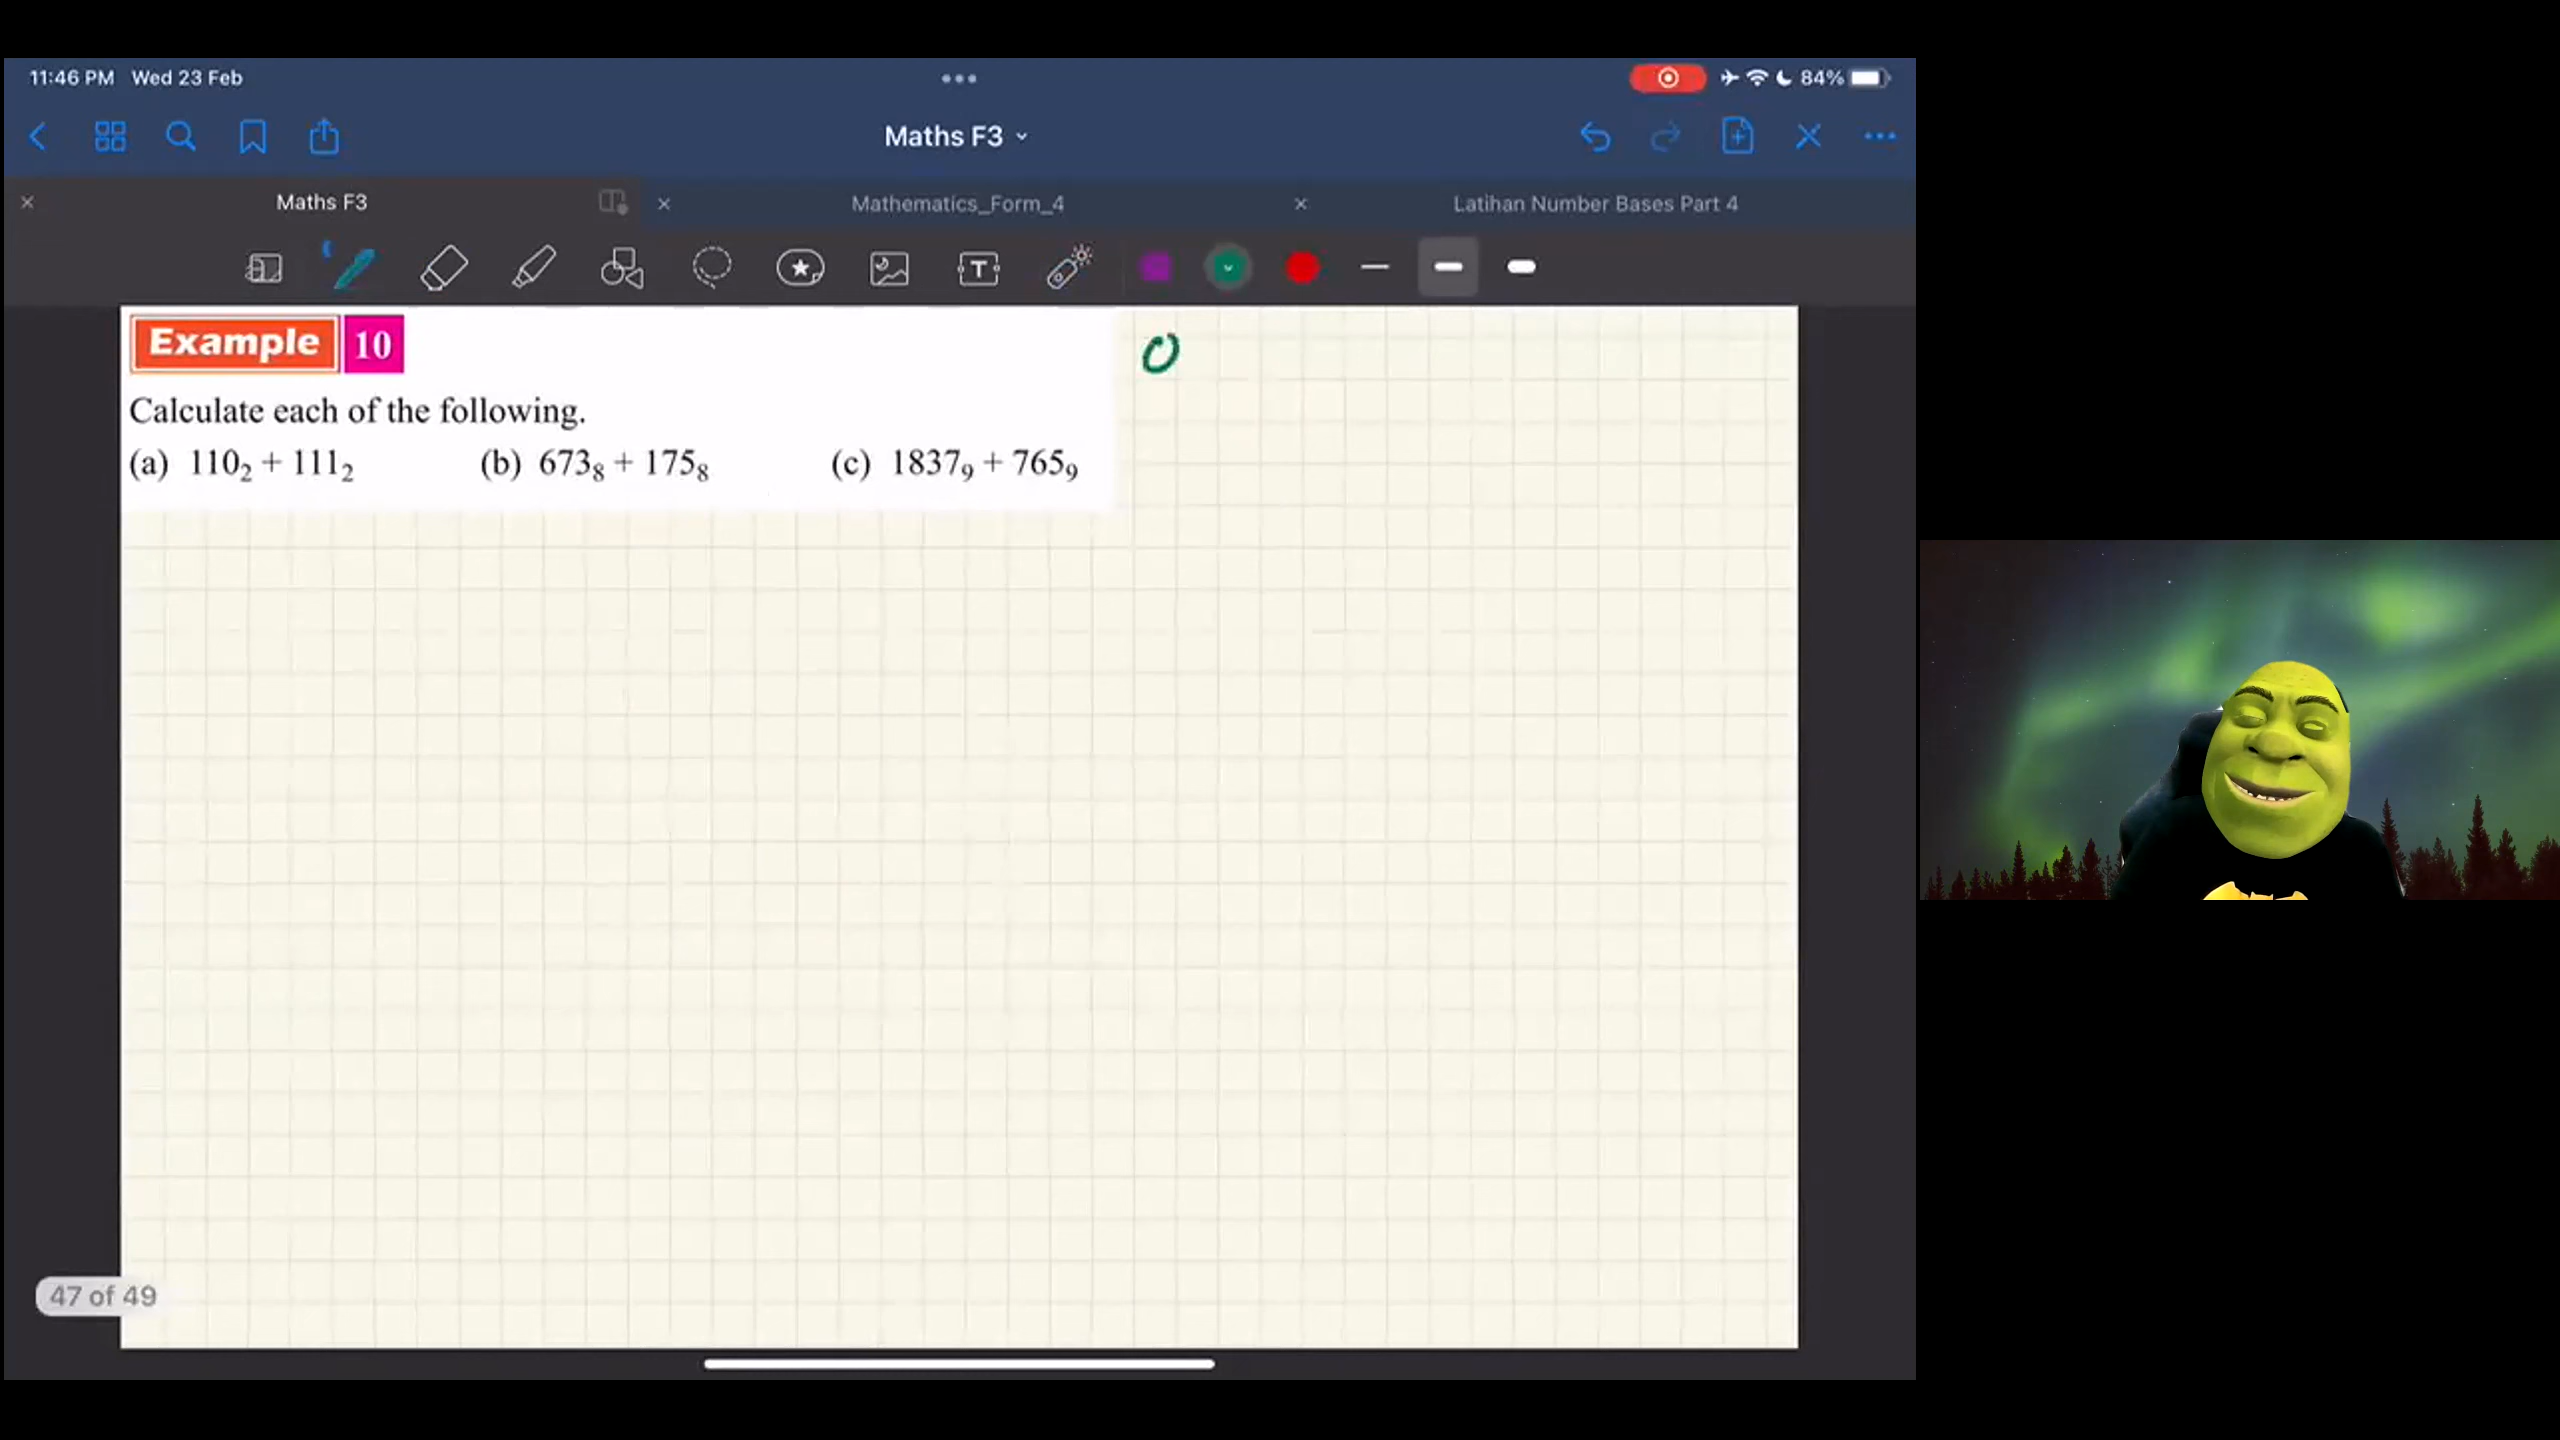 11:46 PM Wed 23 Feb
84%
Maths F3
Maths F3
Mathematics_Form_4
Latihan Number Bases Part 4
T
Example 10
0
Calculate each of the following.
(a) 110₂ + 111₂ (b) 673₈ + 175₈ (c) 1837₉ + 765₉
47 of 49